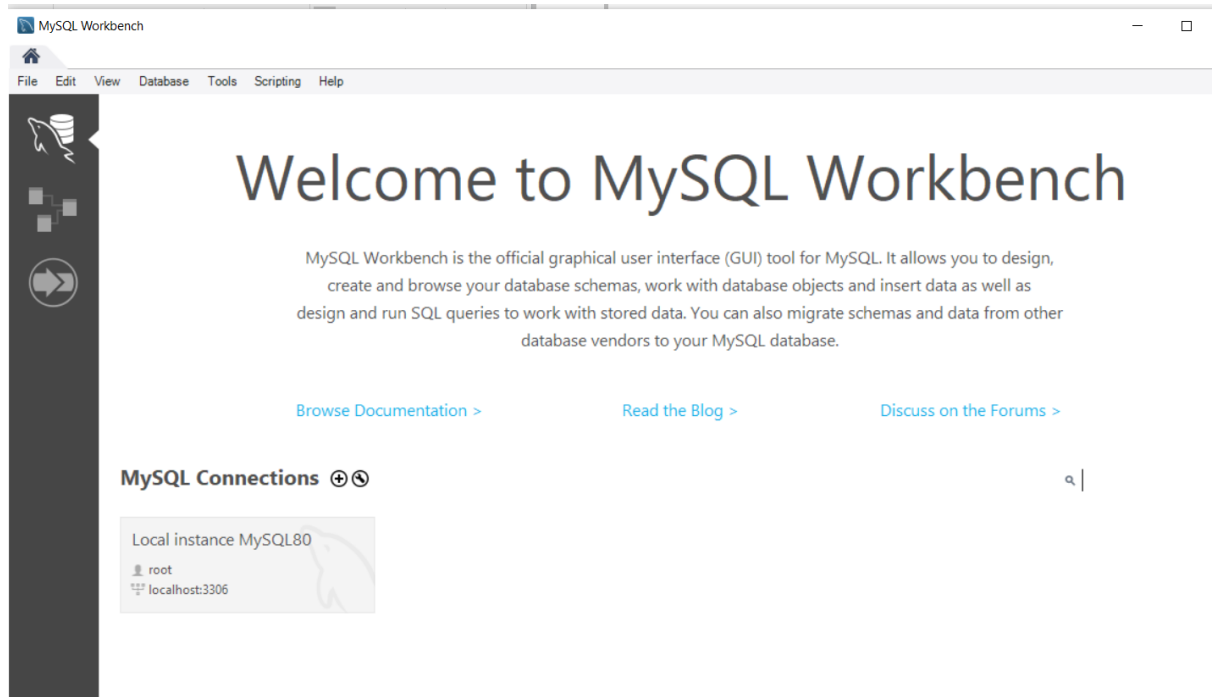 MySQL Workbench
File Edit View Database Tools Scripting Help
Welcome to MySQL Workbench
MySQL Workbench is the official graphical user interface (GUI) tool for MySQL. It allows you to design,
create and browse your database schemas, work with database objects and insert data as well as
design and run SQL queries to work with stored data. You can also migrate schemas and data from other
database vendors to your MySQL database.
Browse Documentation > Read the Blog > Discuss on the Forums >
MySQL Connections
Local instance MySQL80
root
localhost:3306